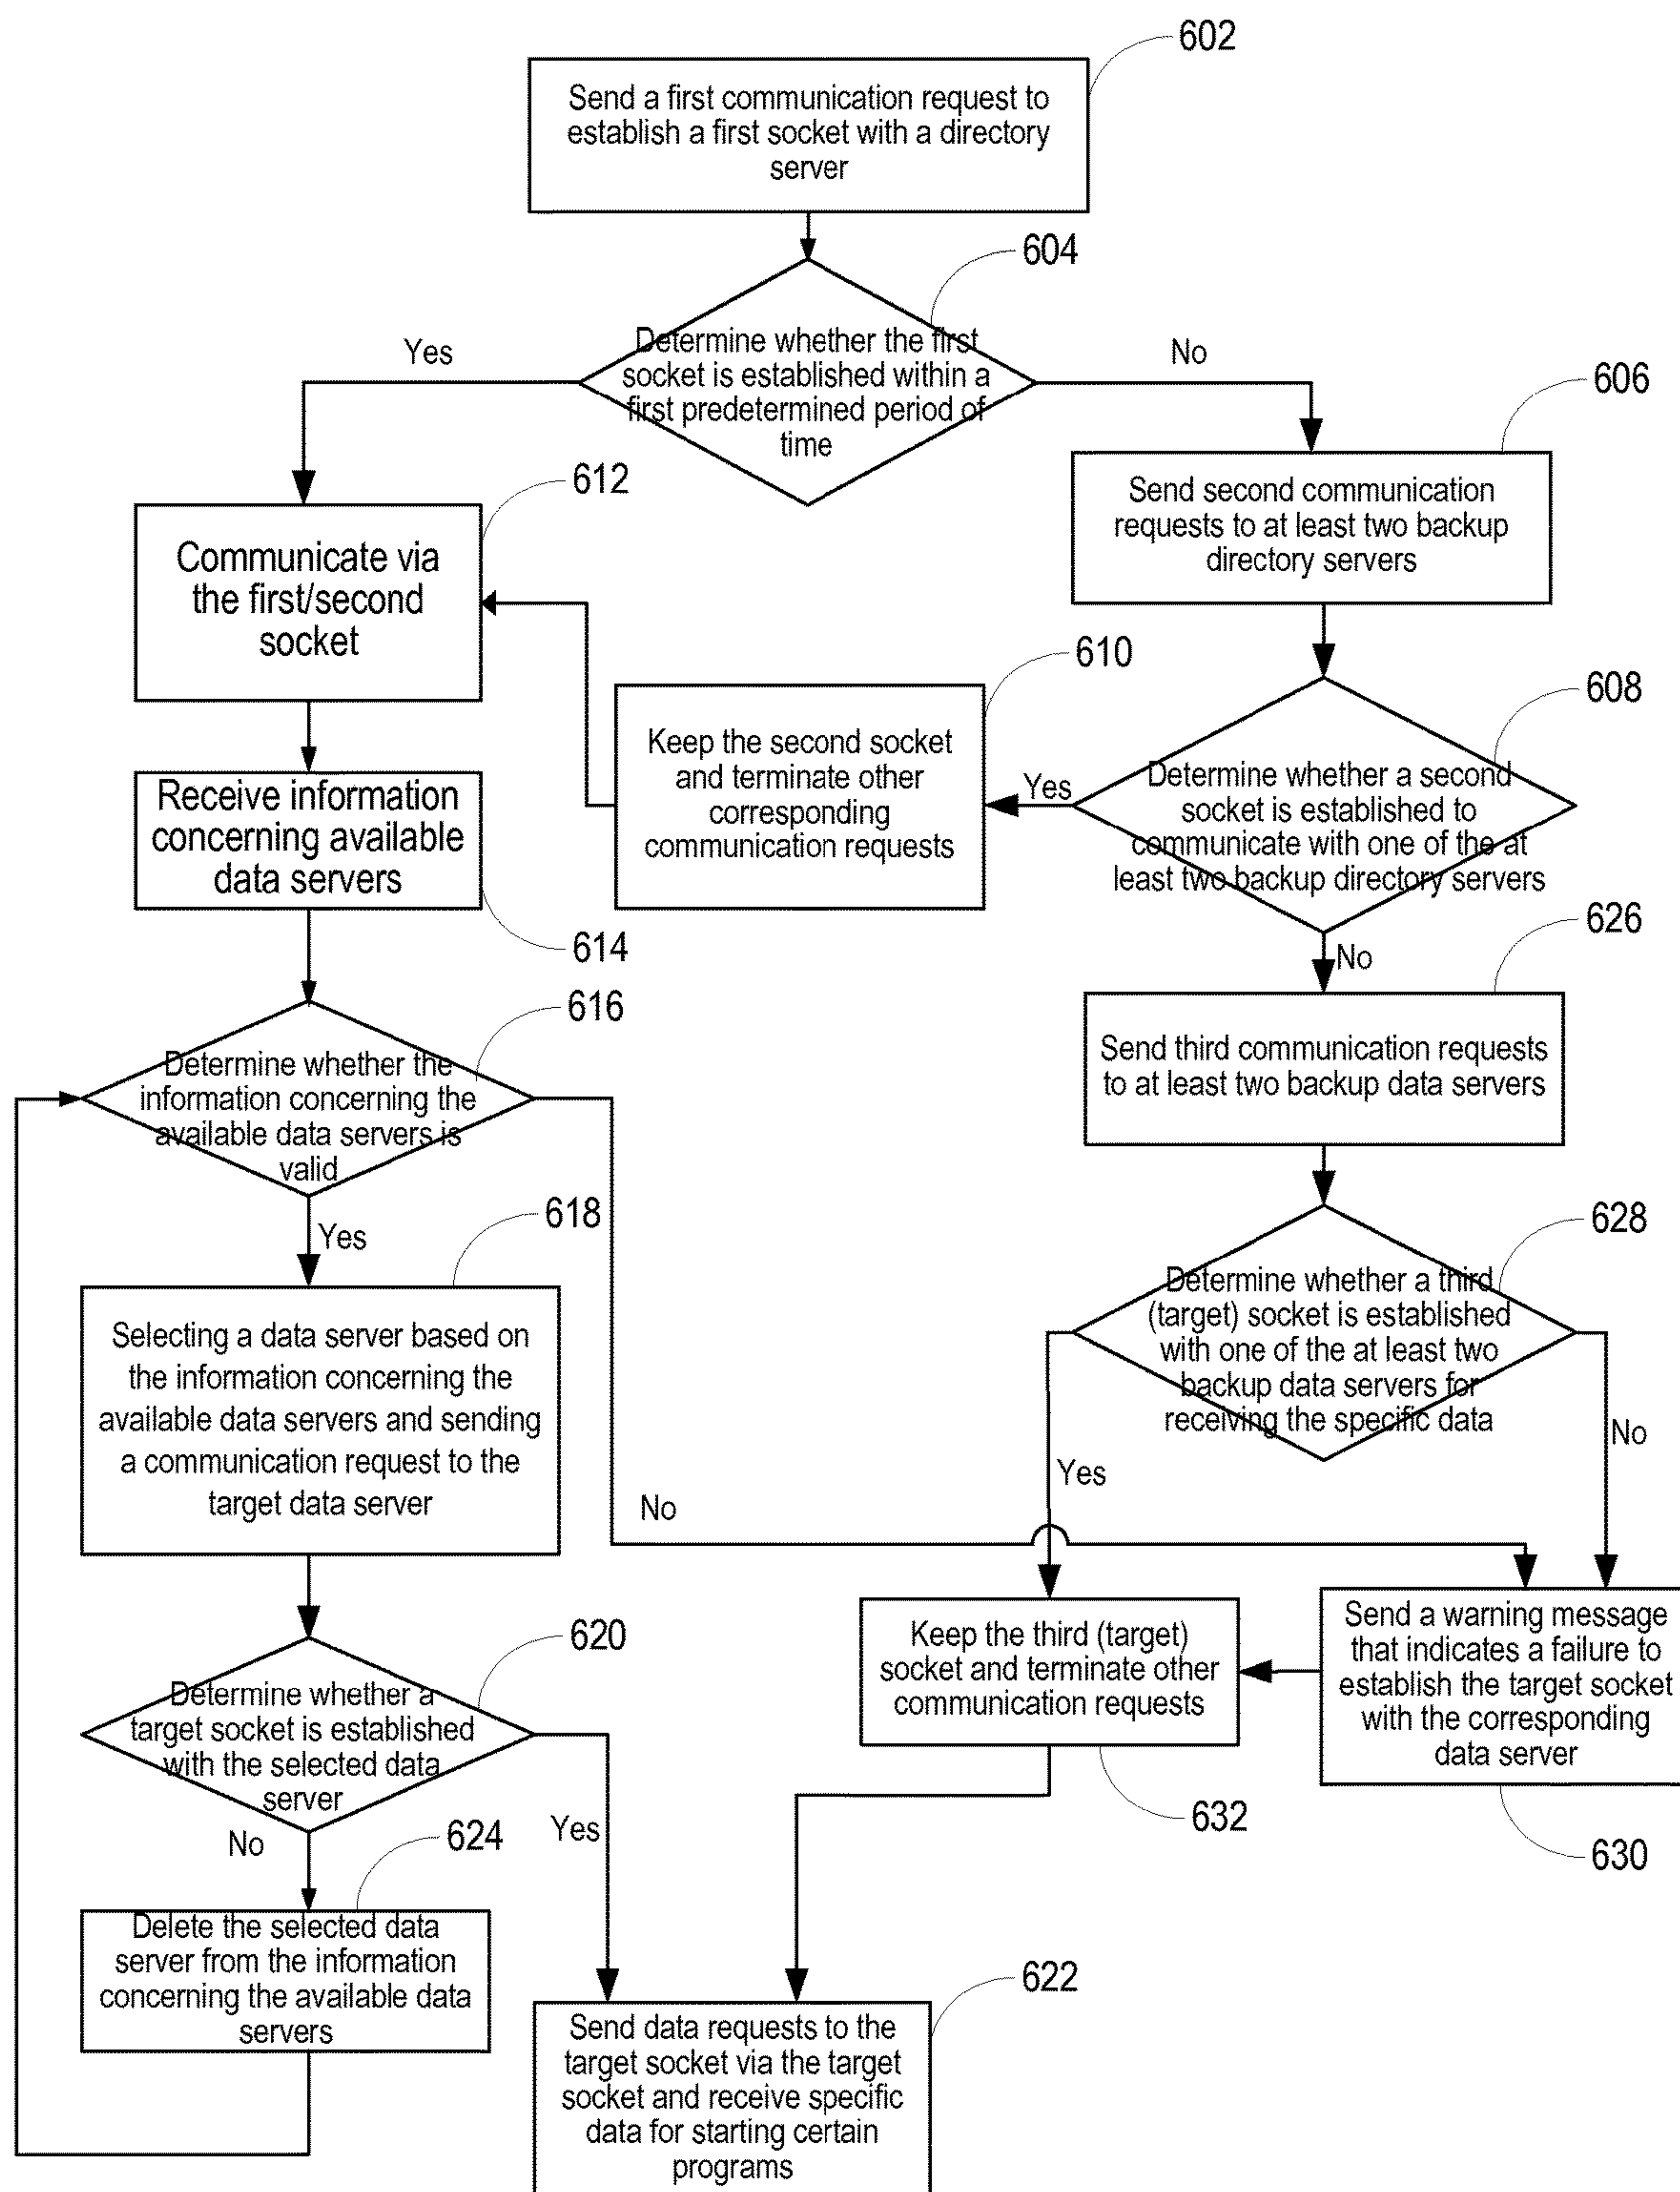 602
Send a first communication request to
establish a first socket with a directory
server
604
Determine whether the first
socket is established within a
first predetermined period of
time
Yes
No
606
Send second communication
requests to at least two backup
directory servers
612
Communicate via
the first/second
socket
610
Keep the second socket
and terminate other
corresponding
communication requests
608
Determine whether a second
socket is established to
communicate with one of the at
least two backup directory servers
Yes
No
Receive information
concerning available
data servers
614
626
Send third communication requests
to at least two backup data servers
616
Determine whether the
information concerning the
available data servers is
valid
Yes
No
618
Selecting a data server based on
the information concerning the
available data servers and sending
a communication request to the
target data server
628
Determine whether a third
(target) socket is established
with one of the at least two
backup data servers for
receiving the specific data
Yes
No
620
Determine whether a
target socket is established
with the selected data
server
No
Yes
Keep the third (target)
socket and terminate other
communication requests
632
Send a warning message
that indicates a failure to
establish the target socket
with the corresponding
data server
630
624
Delete the selected data
server from the information
concerning the available data
servers
622
Send data requests to the
target socket via the target
socket and receive specific
data for starting certain
programs